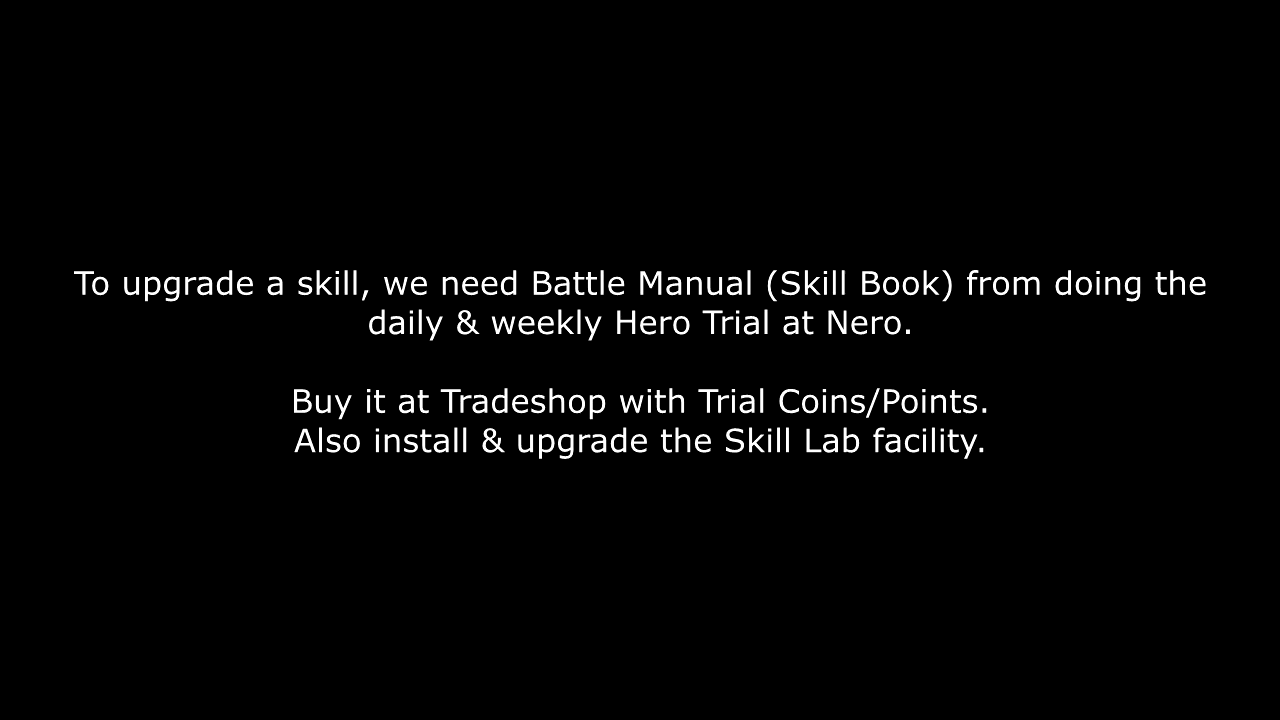 To upgrade a skill, we need Battle Manual (Skill Book) from doing the
daily & weekly Hero Trial at Nero.
Buy it at Tradeshop with Trial Coins/Points.
Also install & upgrade the Skill Lab facility.